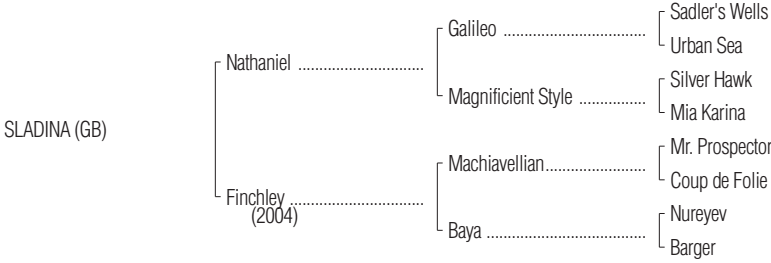 Sadler's Wells
Galileo ................................
Urban Sea
Nathaniel ............................
Silver Hawk
Magnificient Style ...............
Mia Karina
SLADINA (GB)
Mr. Prospector
Machiavellian.......................
Coup de Folie
Finchley ..............................
(2004)
Nureyev
Baya ....................................
Barger